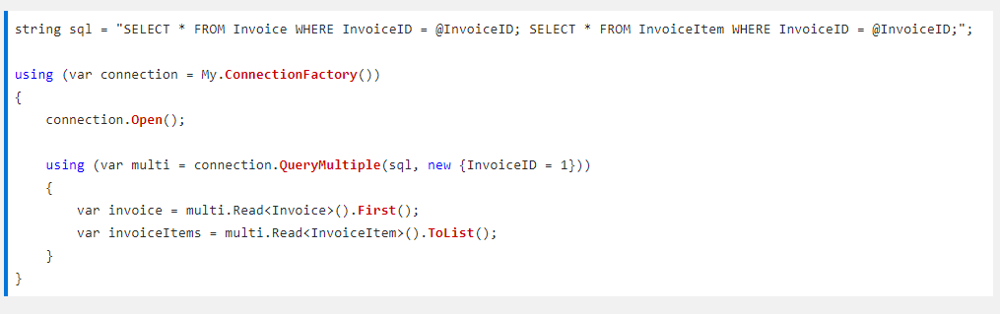 string sql = "SELECT * FROM Invoice WHERE InvoiceID = @InvoiceID; SELECT * FROM InvoiceItem WHERE InvoiceID = @InvoiceID;";
using (var connection = My.ConnectionFactory())
{
    connection.Open();
    using (var multi = connection.QueryMultiple(sql, new {InvoiceID = 1}))
    {
        var invoice = multi.Read<Invoice>().First();
        var invoiceItems = multi.Read<InvoiceItem>().ToList();
    }
}